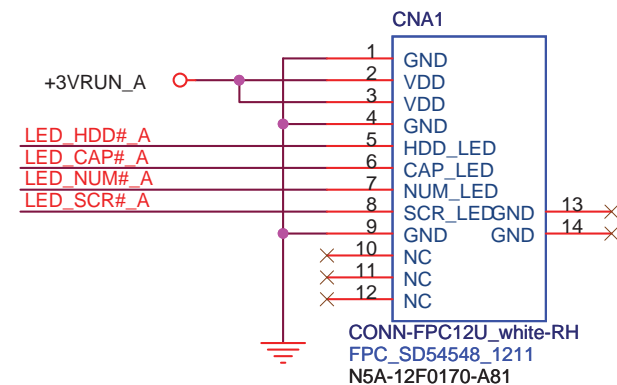 CNA1
1 GND
+3VRUN_A 2 VDD
3 VDD
4 GND
LED_HDD#_A 5 HDD_LED
LED_CAP#_A 6 CAP_LED
LED_NUM#_A 7 NUM_LED
LED_SCR#_A 8 SCR_LED GND 13
9 GND GND 14
10 NC
11 NC
12 NC
CONN-FPC12U_white-RH
FPC_SD54548_1211
N5A-12F0170-A81